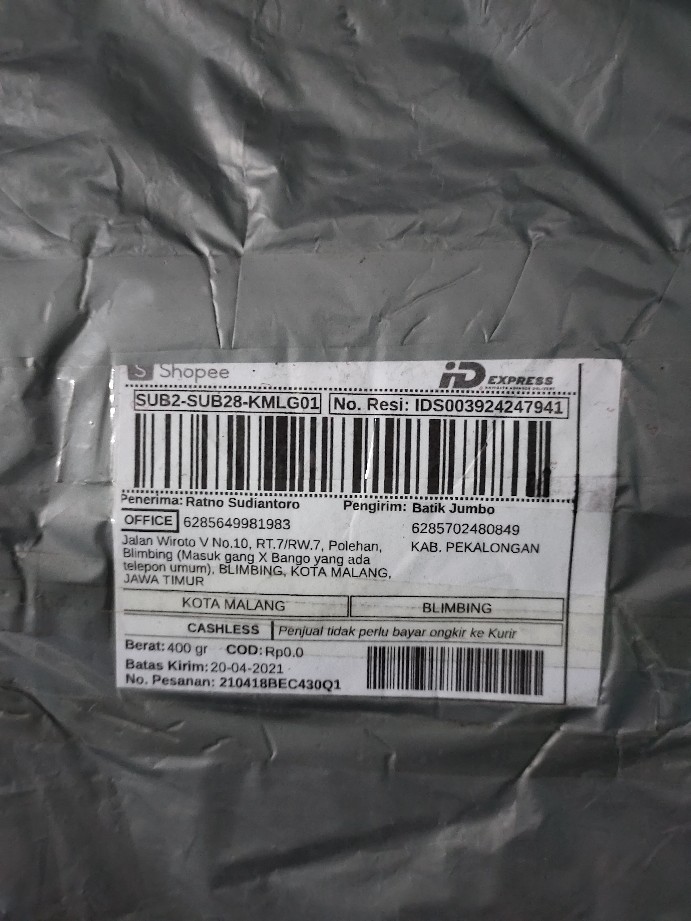 S Shopee
iD EXPRESS
SUB2-SUB28-KMLG01 No. Resi: IDS003924247941
Penerima: Ratno Sudiantoro Pengirim: Batik Jumbo
OFFICE 6285649981983 6285702480849
Jalan Wiroto V No.10, RT.7/RW.7, Polehan, KAB. PEKALONGAN
Blimbing (Masuk gang X Bango yang ada
telepon umum), BLIMBING, KOTA MALANG,
JAWA TIMUR
KOTA MALANG BLIMBING
CASHLESS Penjual tidak perlu bayar ongkir ke Kurir
Berat: 400 gr COD: Rp0.0
Batas Kirim: 20-04-2021
No. Pesanan: 210418BEC430Q1